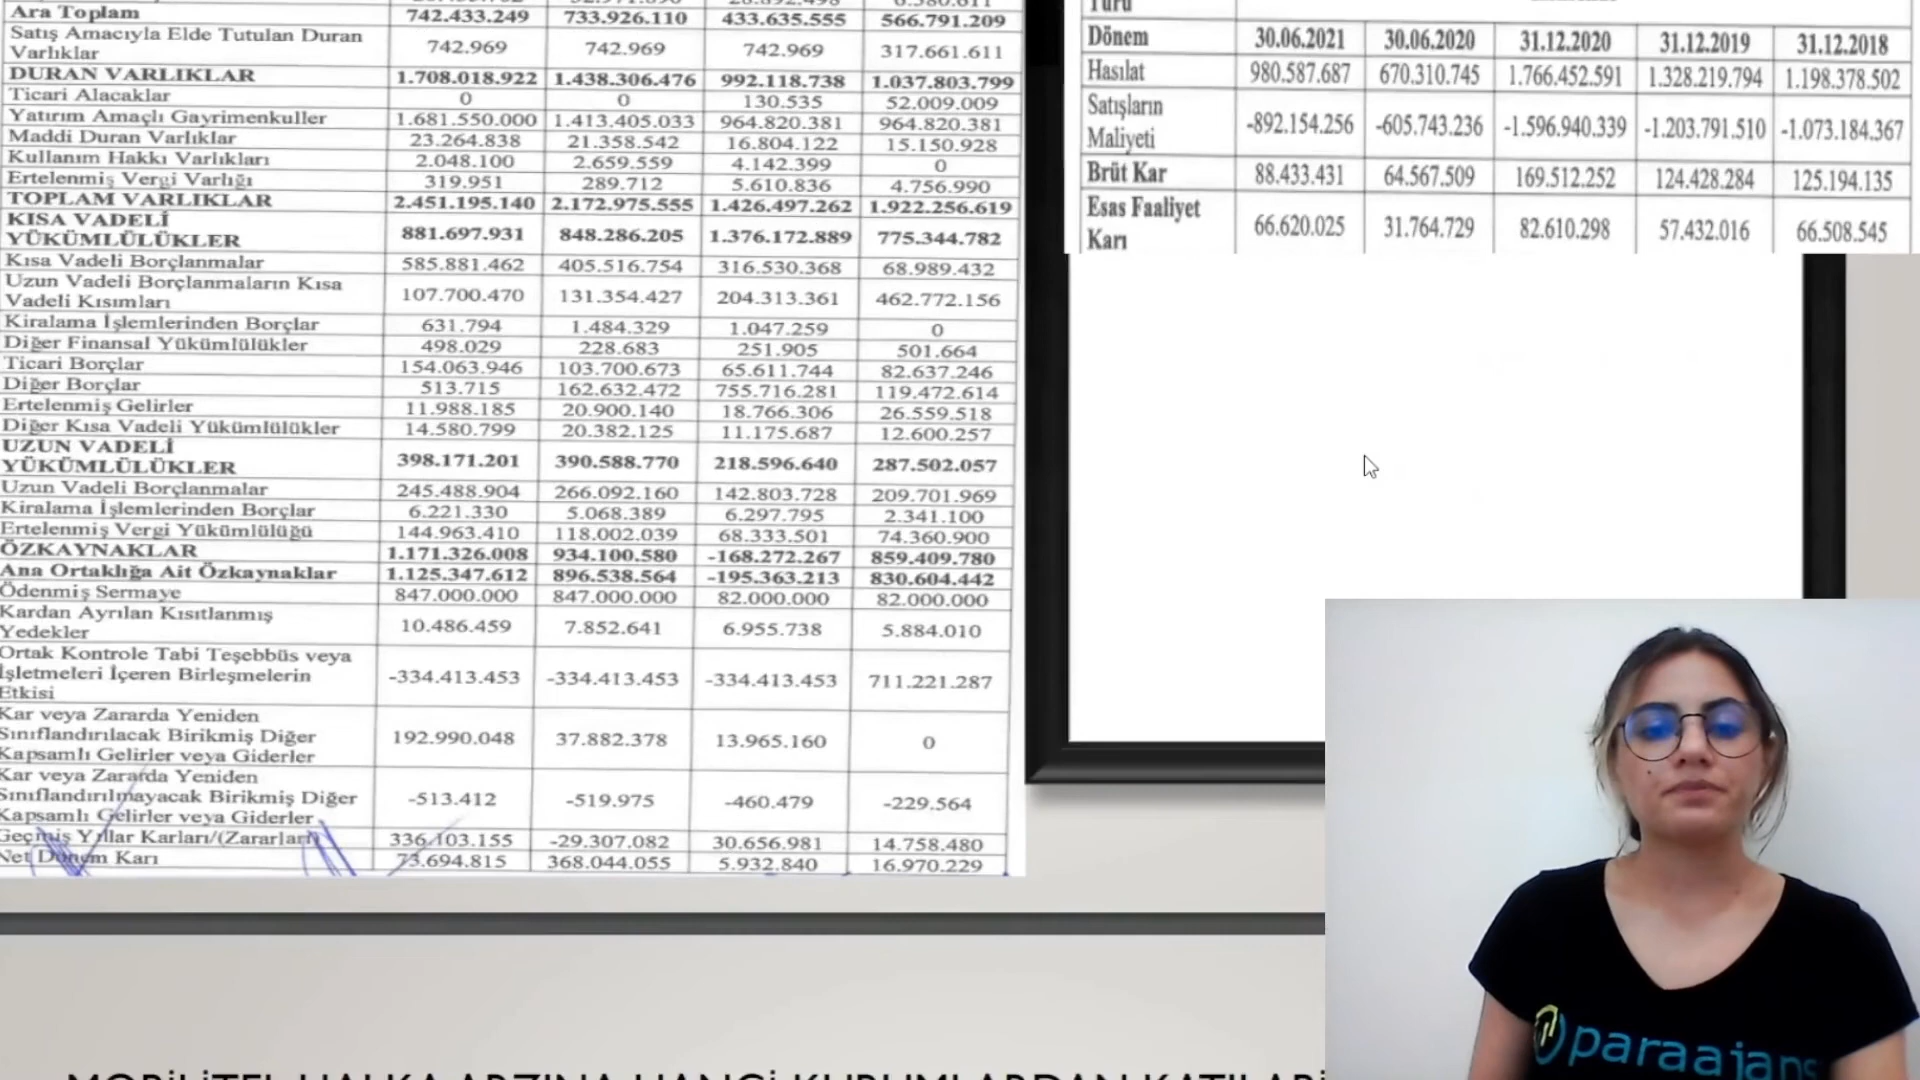 Ara Toplam 742.433.249 733.926.110 433.635.555 566.791.209
Satış Amacıyla Elde Tutulan Duran
Varlıklar 742.969 742.969 742.969 317.661.611
DURAN VARLIKLAR 1.708.018.922 1.438.306.476 992.118.738 1.037.803.799
Ticari Alacaklar 0 0 130.535 52.009.009
Yatırım Amaçlı Gayrimenkuller 1.681.550.000 1.413.405.033 964.820.381 964.820.381
Maddi Duran Varlıklar 23.264.838 21.358.542 16.804.122 15.150.928
Kullanım Hakkı Varlıkları 2.048.100 2.659.559 4.142.399 0
Ertelenmiş Vergi Varlığı 319.951 289.712 5.610.836 4.756.990
TOPLAM VARLIKLAR 2.451.195.140 2.172.975.555 1.426.497.262 1.922.256.619
KISA VADELİ
YÜKÜMLÜLÜKLER 881.697.931 848.286.205 1.376.172.889 775.344.782
Kısa Vadeli Borçlanmalar 585.881.462 405.516.754 316.530.368 68.989.432
Uzun Vadeli Borçlanmaların Kısa
Vadeli Kısımları 107.700.470 131.354.427 204.313.361 462.772.156
Kiralama İşlemlerinden Borçlar 631.794 1.484.329 1.047.259 0
Diğer Finansal Yükümlülükler 498.029 228.683 251.905 501.664
Ticari Borçlar 154.063.946 103.700.673 65.611.744 82.637.246
Diğer Borçlar 513.715 162.632.472 755.716.281 119.472.614
Ertelenmiş Gelirler 11.988.185 20.900.140 18.766.306 26.559.518
Diğer Kısa Vadeli Yükümlülükler 14.580.799 20.382.125 11.175.687 12.600.257
UZUN VADELİ
YÜKÜMLÜLÜKLER 398.171.201 390.588.770 218.596.640 287.502.057
Uzun Vadeli Borçlanmalar 245.488.904 266.092.160 142.803.728 209.701.969
Kiralama İşlemlerinden Borçlar 6.221.330 5.068.389 6.297.795 2.341.100
Ertelenmiş Vergi Yükümlülüğü 144.963.410 118.002.039 68.333.501 74.360.900
ÖZKAYNAKLAR 1.171.326.008 934.100.580 -168.272.267 859.409.780
Ana Ortaklığa Ait Özkaynaklar 1.125.347.612 896.538.564 -195.363.213 830.604.442
Ödenmiş Sermaye 847.000.000 847.000.000 82.000.000 82.000.000
Kardan Ayrılan Kısıtlanmış
Yedekler 10.486.459 7.852.641 6.955.738 5.884.010
Ortak Kontrole Tabi Teşebbüs veya
İşletmeleri İçeren Birleşmelerin
Etkisi -334.413.453 -334.413.453 -334.413.453 711.221.287
Kar veya Zararda Yeniden
Sınıflandırılacak Birikmiş Diğer
Kapsamlı Gelirler veya Giderler 192.990.048 37.882.378 13.965.160 0
Kar veya Zararda Yeniden
Sınıflandırılmayacak Birikmiş Diğer
Kapsamlı Gelirler veya Giderler -513.412 -519.975 -460.479 -229.564
Geçmiş Yıllar Karları/(Zararları) 336.103.155 -29.307.082 30.656.981 14.758.480
Net Dönem Karı 73.694.815 368.044.055 5.932.840 16.970.229
Türü
Dönem 30.06.2021 30.06.2020 31.12.2020 31.12.2019 31.12.2018
Hasılat 980.587.687 670.310.745 1.766.452.591 1.328.219.794 1.198.378.502
Satışların
Maliyeti -892.154.256 -605.743.236 -1.596.940.339 -1.203.791.510 -1.073.184.367
Brüt Kar 88.433.431 64.567.509 169.512.252 124.428.284 125.194.135
Esas Faaliyet
Karı 66.620.025 31.764.729 82.610.298 57.432.016 66.508.545
paraajans
MOBİLTEL HALKA ARZINA HANGİ KURUMLARDAN KATILABİ